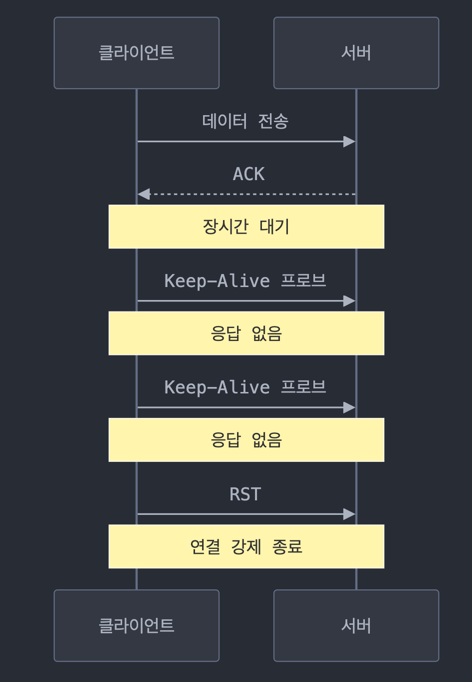 클라이언트 서버
데이터 전송
ACK
장시간 대기
Keep-Alive 프로브
응답 없음
Keep-Alive 프로브
응답 없음
RST
연결 강제 종료
클라이언트 서버